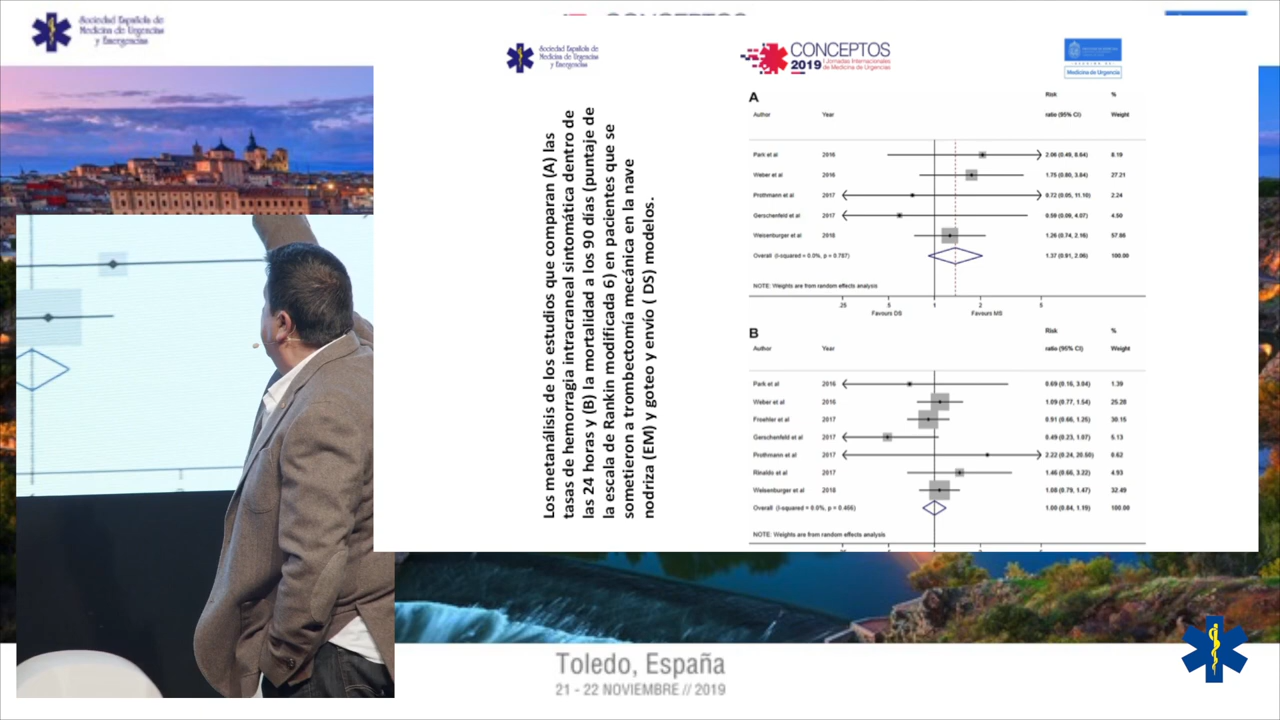 Sociedad Española de
Medicina de Urgencias
y Emergencias
Sociedad Española de
Medicina de Urgencias
y Emergencias
CONCEPTOS
2019 I Jornadas Internacionales
de Medicina de Urgencias
Medicina de Urgencia
Los metanálisis de los estudios que comparan (A) las
tasas de hemorragia intracraneal sintomática dentro de
las 24 horas y (B) la mortalidad a los 90 días (puntaje de
la escala de Rankin modificada 6) en pacientes que se
sometieron a trombectomía mecánica en la nave
nodriza (EM) y goteo y envío ( DS) modelos.
A
Risk %
Author Year ratio (95% CI) Weight
Park et al 2016 2.06 (0.49, 8.64) 8.19
Weber et al 2016 1.75 (0.80, 3.84) 27.21
Prothmann et al 2017 0.72 (0.05, 11.10) 2.24
Gerschenfeld et al 2017 0.59 (0.09, 4.07) 4.50
Weisenburger et al 2018 1.26 (0.74, 2.16) 57.86
Overall (I-squared = 0.0%, p = 0.787) 1.37 (0.91, 2.06) 100.00
NOTE: Weights are from random effects analysis
.25 .5 1 2 5
Favours DS Favours MS
B
Risk %
Author Year ratio (95% CI) Weight
Park et al 2016 0.69 (0.16, 3.04) 1.39
Weber et al 2016 1.09 (0.77, 1.54) 25.28
Froehler et al 2017 0.91 (0.66, 1.25) 30.15
Gerschenfeld et al 2017 0.49 (0.23, 1.07) 5.13
Prothmann et al 2017 2.22 (0.24, 20.50) 0.62
Rinaldo et al 2017 1.46 (0.66, 3.22) 4.93
Weisenburger et al 2018 1.08 (0.79, 1.47) 32.49
Overall (I-squared = 0.0%, p = 0.466) 1.00 (0.84, 1.19) 100.00
NOTE: Weights are from random effects analysis
Toledo, España
21 - 22 NOVIEMBRE // 2019